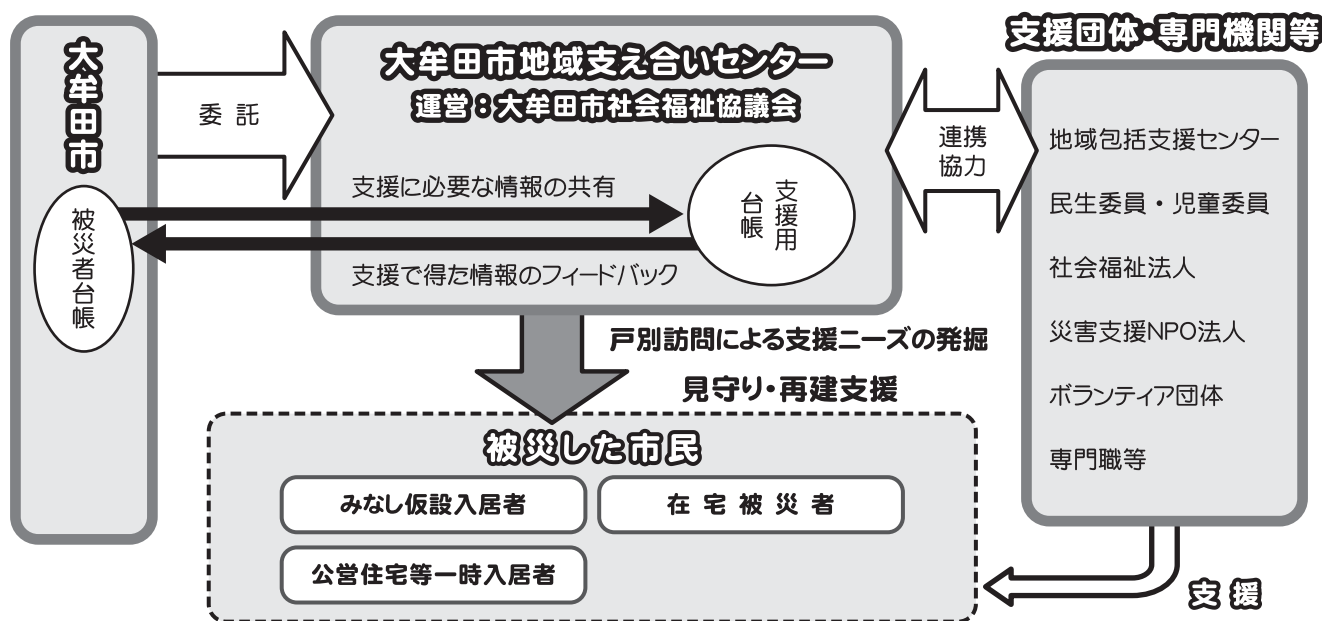 大牟田市
被災者台帳
委託
大牟田市地域支え合いセンター
運営：大牟田市社会福祉協議会
支援に必要な情報の共有
支援用
台帳
支援で得た情報のフィードバック
連携
協力
支援団体・専門機関等
地域包括支援センター
民生委員・児童委員
社会福祉法人
災害支援NPO法人
ボランティア団体
専門職等
戸別訪問による支援ニーズの発掘
見守り・再建支援
被災した市民
みなし仮設入居者
在宅被災者
公営住宅等一時入居者
支援